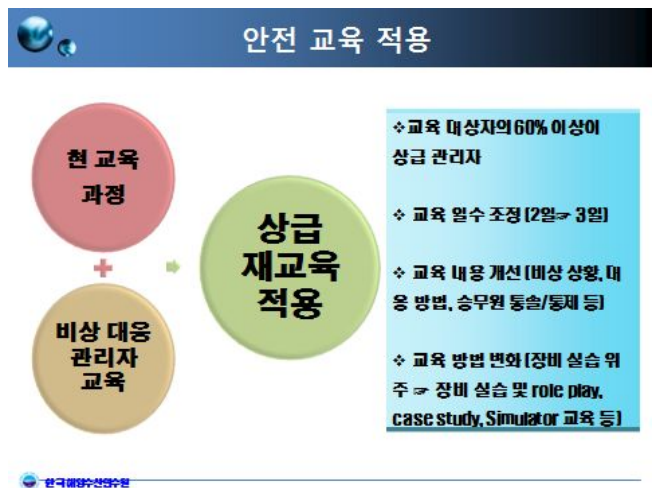 안전 교육 적용
현 교육
과정
비상 대응
관리자
교육
상급
재교육
적용
❖교육 대상자의 60% 이상이
상급 관리자
❖ 교육 일수 조정 (2일☞ 3일)
❖ 교육 내용 개선 (비상 상황, 대
응 방법, 승무원 통솔/통제 등)
❖ 교육 방법 변화 (장비 실습 위
주 ☞ 장비 실습 및 role play,
case study, Simulator 교육 등)
한국해양수산연수원